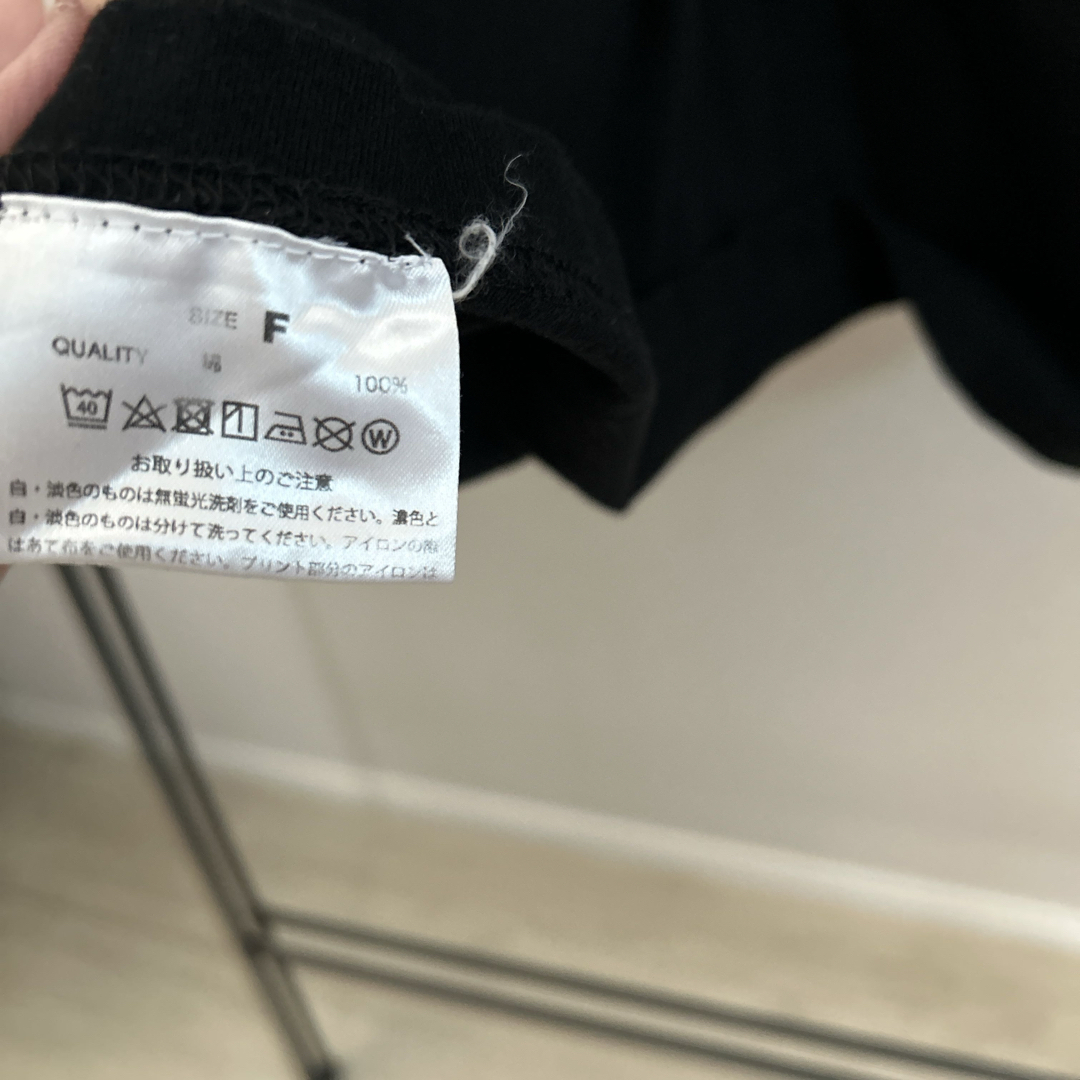 SIZE F
QUALITY
100%
40 W
お取り扱い上のご注意
白・淡色のものは無蛍光洗剤をご使用ください。濃色と
白・淡色のものは分けて洗ってください。アイロンの際
はあて布をご使用ください。プリント部分のアイロンは